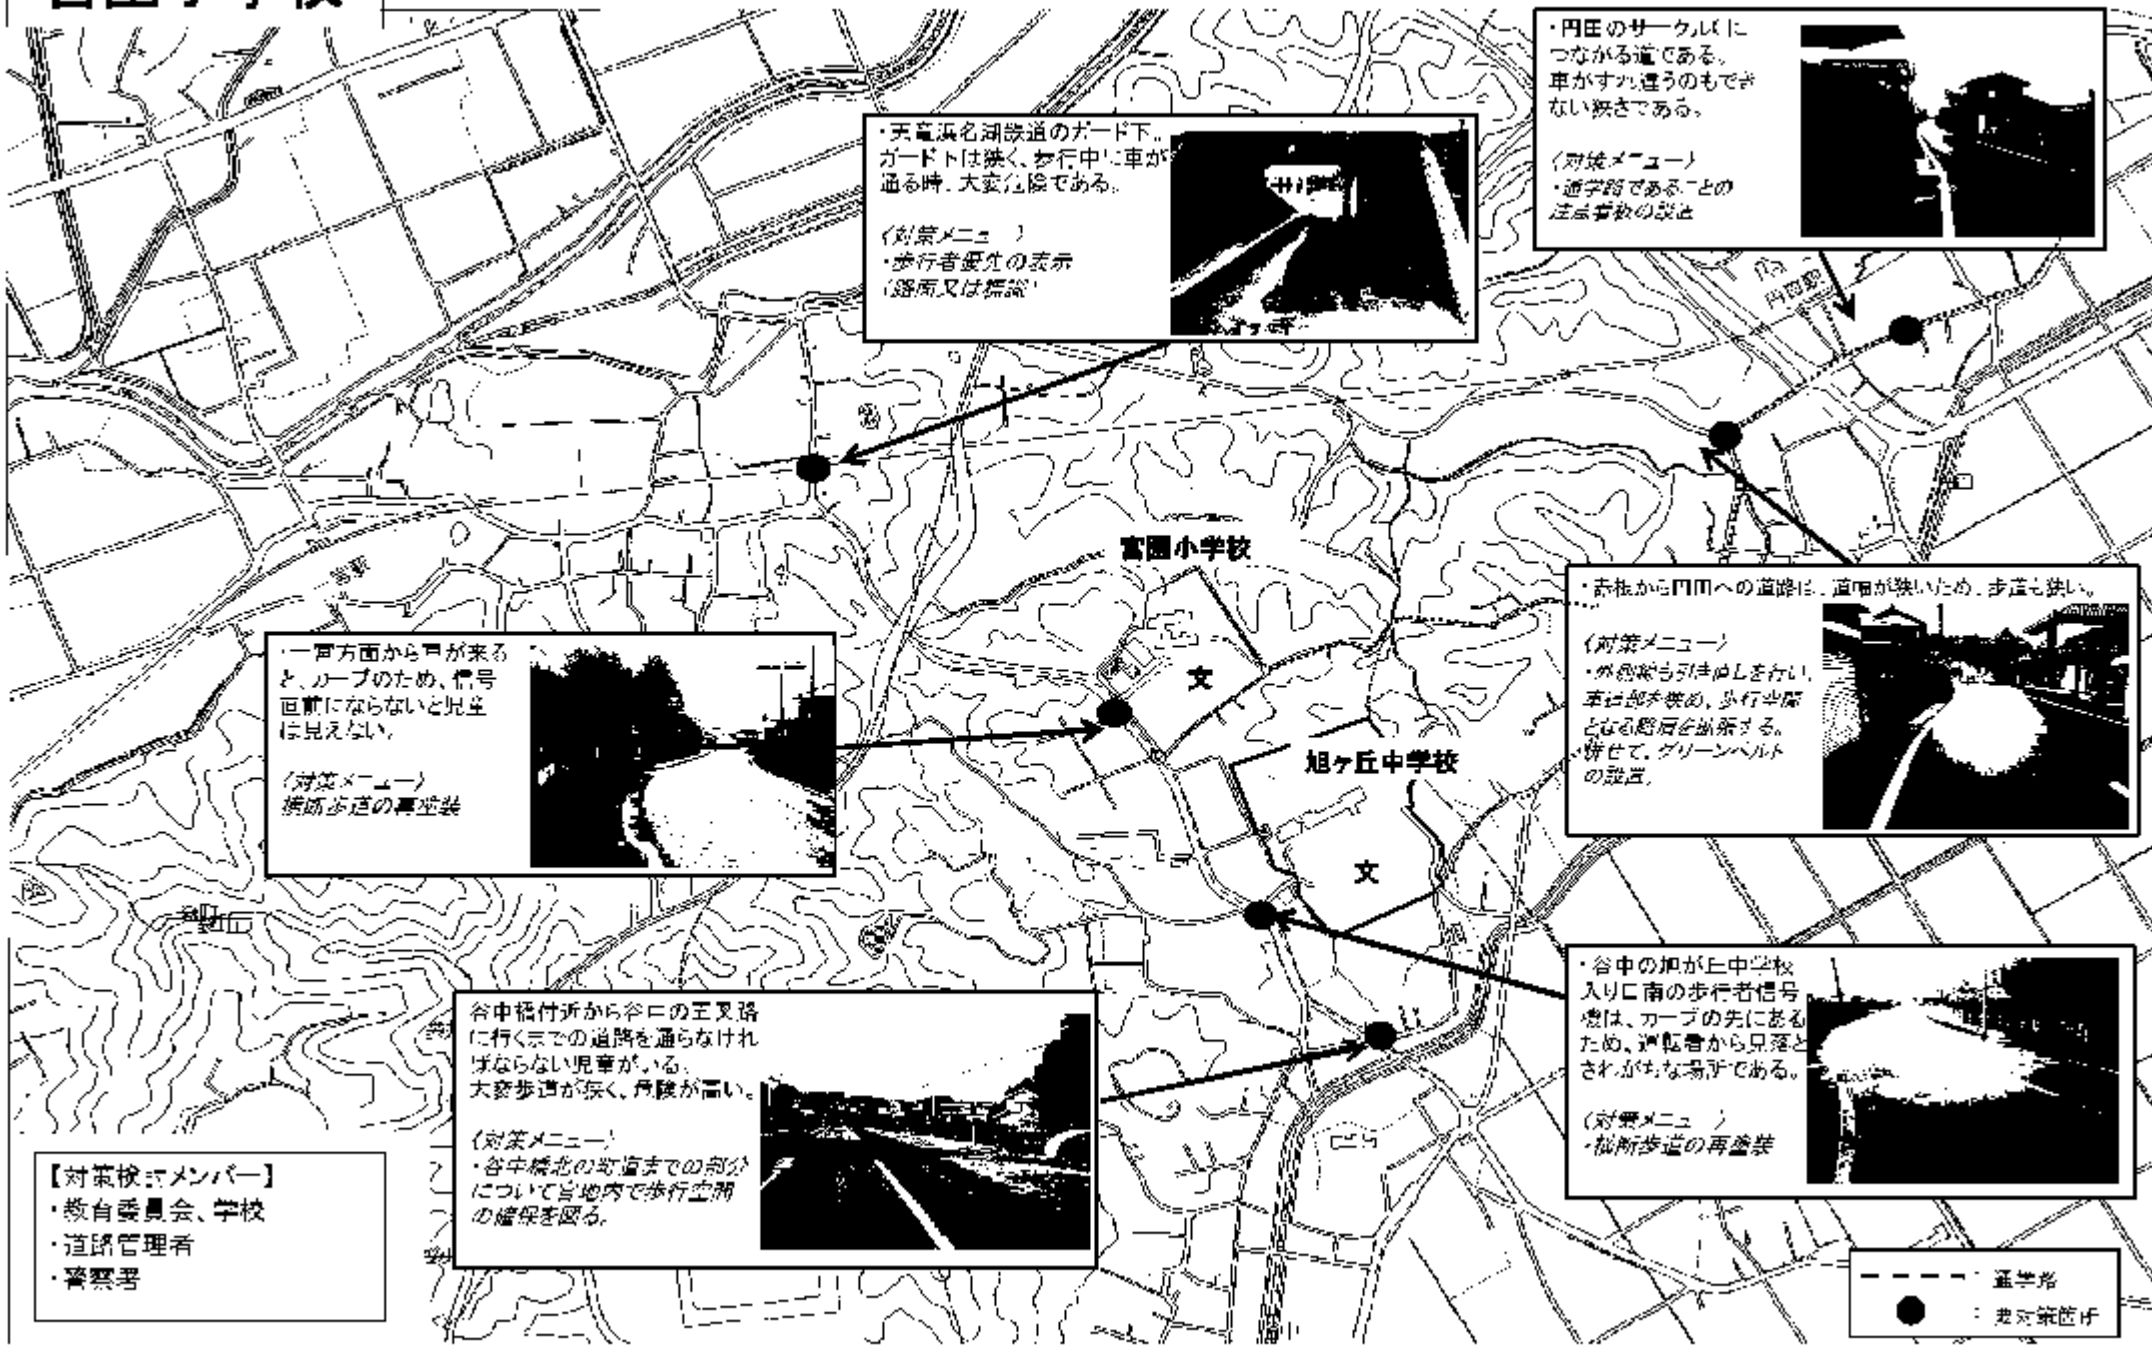 ・天竜浜名湖鉄道のガード下。
ガード下は狭く、歩行中に車が
通る時、大変危険である。
〈対策メニュー〉
・歩行者優先の表示
(路面又は標識)
・円田のサークルKに
つながる道である。
車がすれ違うのもでき
ない狭さである。
〈対策メニュー〉
・通学路であることの
注意看板の設置
円田駅
宮園小学校
文
・赤根から円田への道路は、道幅が狭いため、歩道も狭い。
〈対策メニュー〉
・外側線も引き直しを行い、
車道部を狭め、歩行空間
となる路肩を拡張する。
併せて、グリーンベルト
の設置。
・一宮方面から車が来る
と、カーブのため、信号
直前にならないと児童
は見えない。
〈対策メニュー〉
横断歩道の再塗装
旭ヶ丘中学校
文
・谷中の旭が丘中学校
入り口南の歩行者信号
機は、カーブの先にある
ため、運転者から見落と
されがちな場所である。
〈対策メニュー〉
・横断歩道の再塗装
谷中橋付近から谷中の五叉路
に行くまでの道路を通らなけれ
ばならない児童がいる。
大変歩道が狭く、危険が高い。
〈対策メニュー〉
・谷中橋北の町道までの部分
について官地内で歩行空間
の確保を図る。
【対策検討メンバー】
・教育委員会、学校
・道路管理者
・警察署
：通学路
：要対策箇所